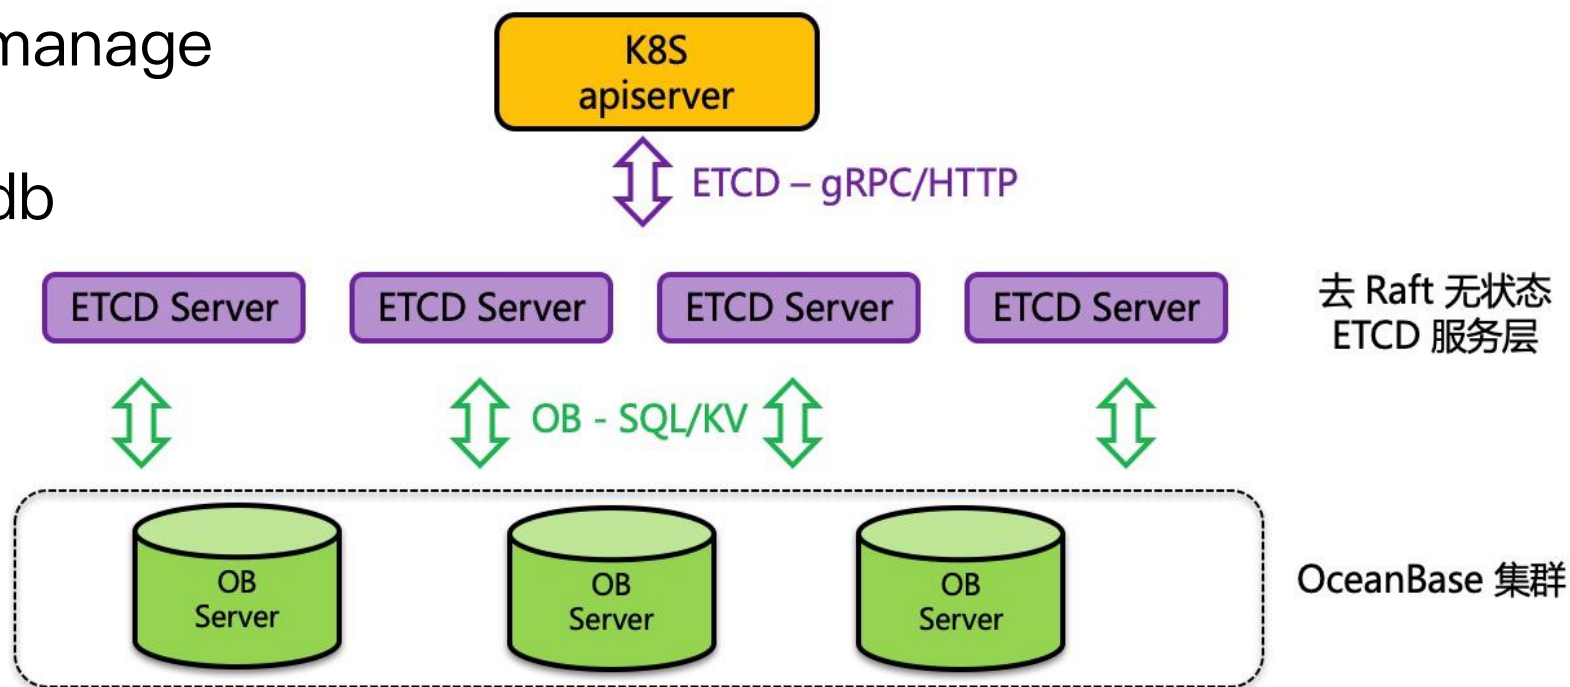 manage
db
K8S
apiserver
ETCD – gRPC/HTTP
ETCD Server
ETCD Server
ETCD Server
ETCD Server
去 Raft 无状态
ETCD 服务层
OB - SQL/KV
OB
Server
OB
Server
OB
Server
OceanBase 集群